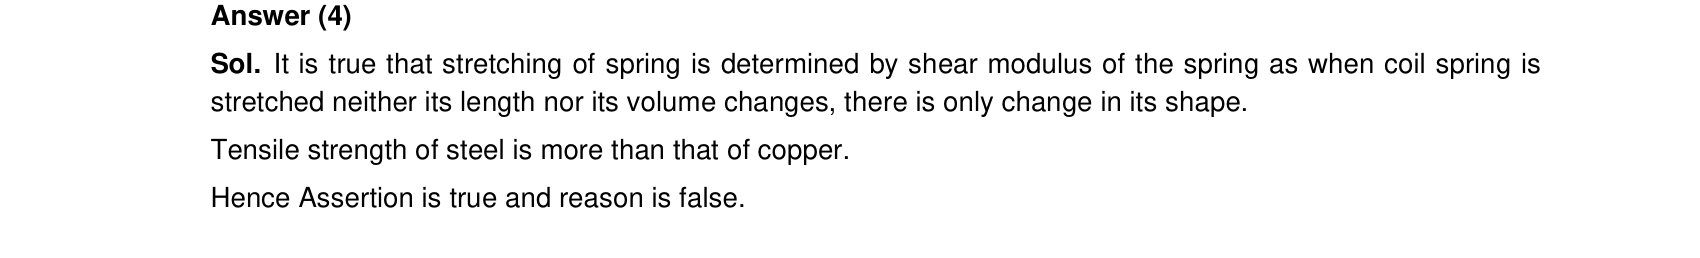 Answer (4)
Sol. It is true that stretching of spring is determined by shear modulus of the spring as when coil spring is
stretched neither its length nor its volume changes, there is only change in its shape.
Tensile strength of steel is more than that of copper.
Hence Assertion is true and reason is false.